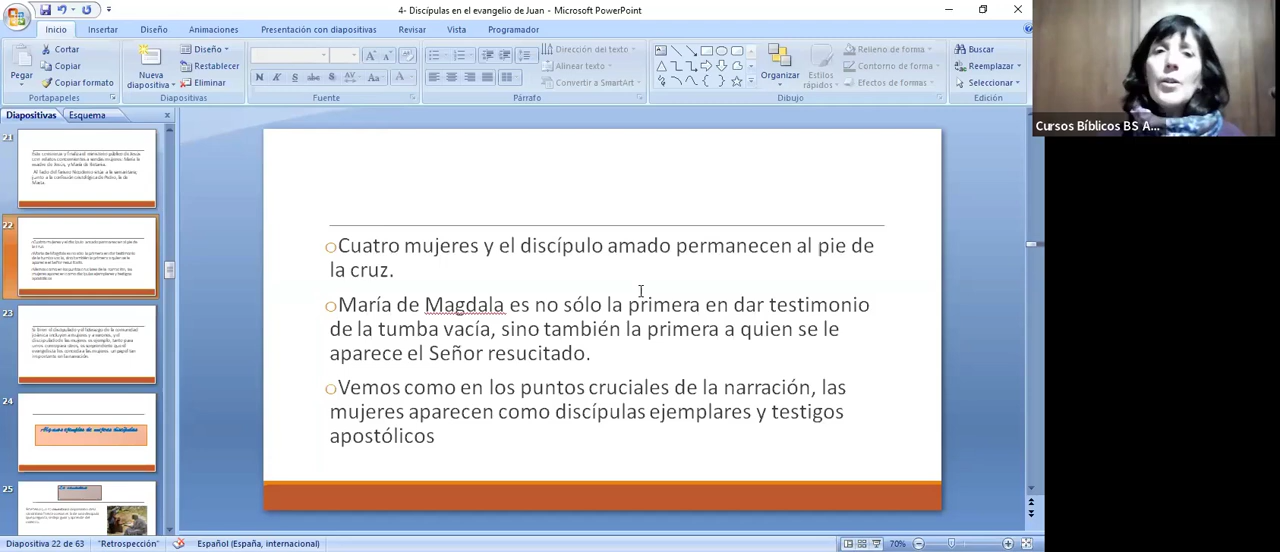 4- Discípulas en el evangelio de Juan - Microsoft PowerPoint
Inicio Insertar Diseño Animaciones Presentación con diapositivas Revisar Vista Programador
Pegar
Cortar
Copiar
Copiar formato
Portapapeles
Nueva
diapositiva
Diseño
Restablecer
Eliminar
Diapositivas
Fuente
Dirección del texto
Alinear texto
Convertir a SmartArt
Párrafo
Organizar
Estilos
rápidos
Relleno de forma
Contorno de forma
Efectos de formas
Dibujo
Buscar
Reemplazar
Seleccionar
Edición
Cursos Bíblicos BS A...
Diapositivas Esquema
21
22
23
24
Algunos ejemplos de mujeres discípulas
25
Cuatro mujeres y el discípulo amado permanecen al pie de
la cruz.
María de Magdala es no sólo la primera en dar testimonio
de la tumba vacía, sino también la primera a quien se le
aparece el Señor resucitado.
Vemos como en los puntos cruciales de la narración, las
mujeres aparecen como discípulas ejemplares y testigos
apostólicos
Diapositiva 22 de 63 "Retrospección" Español (España, internacional) 70%